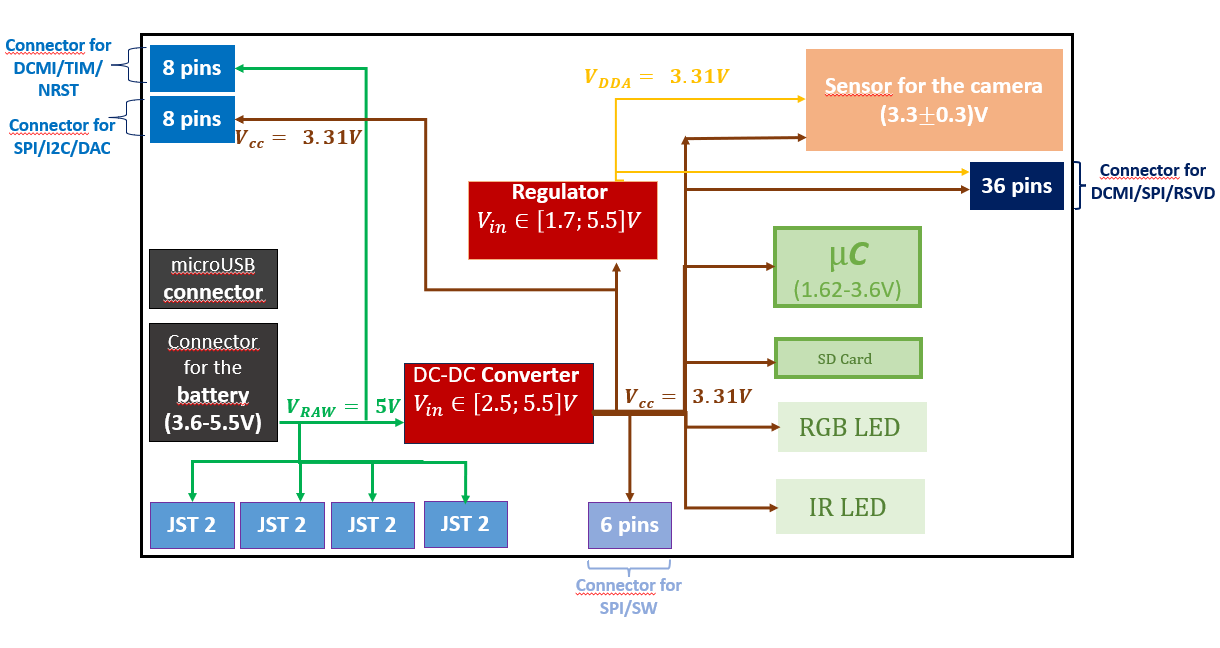 Connector for
DCMI/TIM/
NRST
8 pins
Connector for
SPI/I2C/DAC
8 pins
V_cc = 3.31V
V_DDA = 3.31V
Sensor for the camera
(3.3±0.3)V
36 pins
Connector for
DCMI/SPI/RSVD
Regulator
V_in ∈ [1.7; 5.5]V
µC
(1.62-3.6V)
microUSB
connector
Connector
for the
battery
(3.6-5.5V)
V_RAW = 5V
DC-DC Converter
V_in ∈ [2.5; 5.5]V
V_cc = 3.31V
SD Card
RGB LED
IR LED
JST 2
JST 2
JST 2
JST 2
6 pins
Connector for
SPI/SW